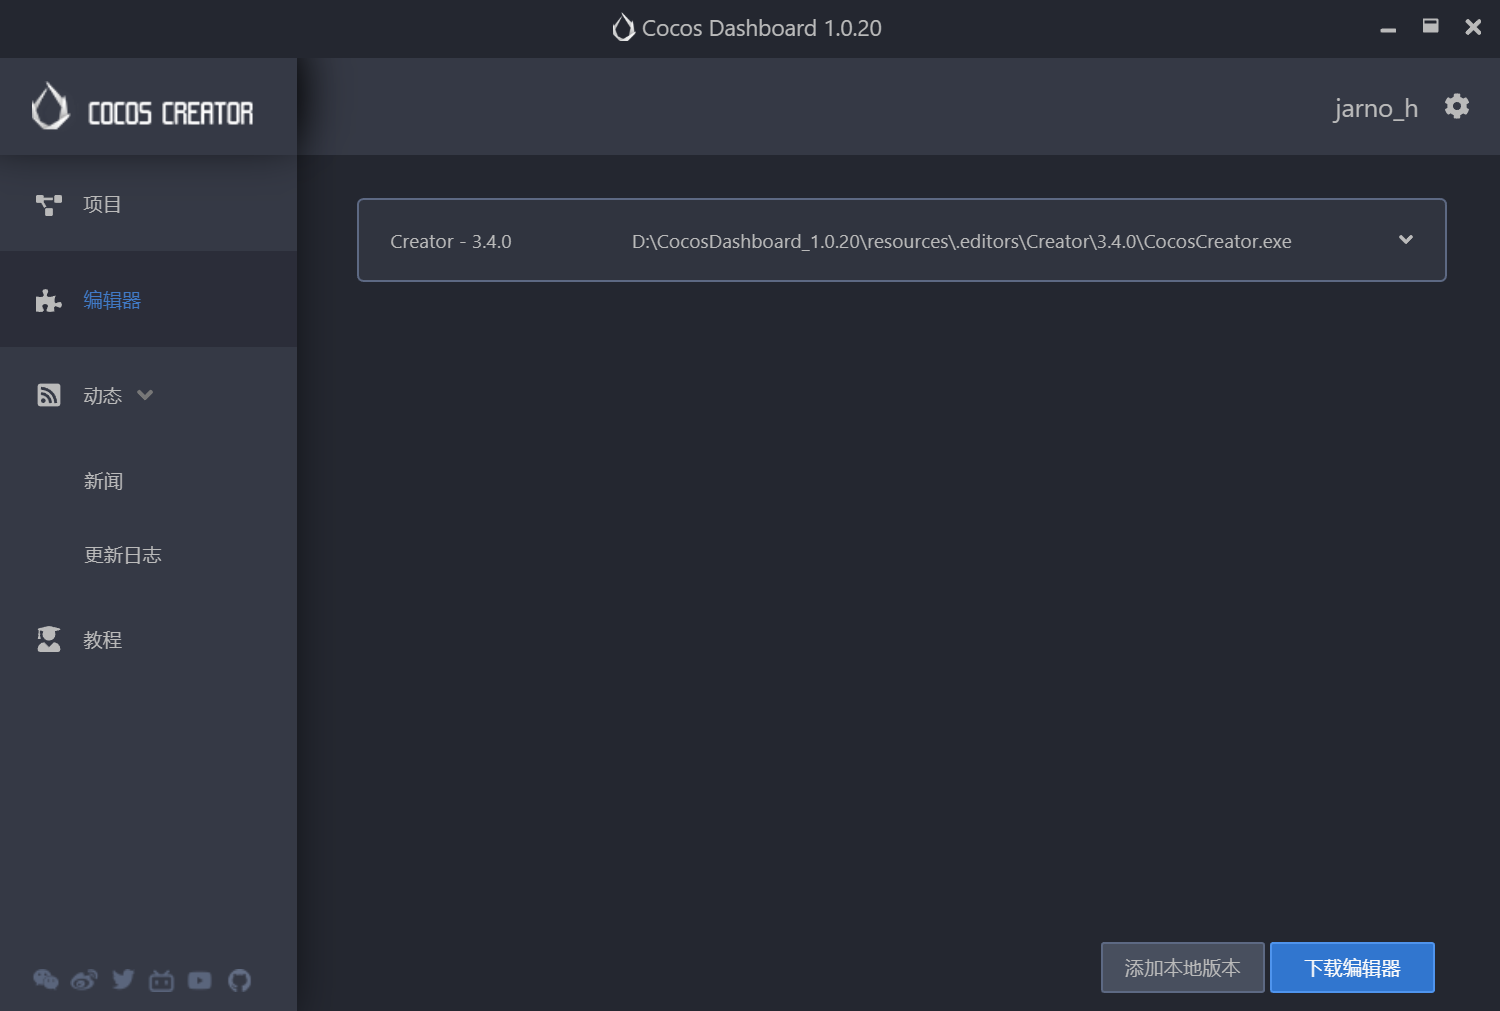 Cocos Dashboard 1.0.20
COCOS CREATOR
jarno_h
项目
编辑器
动态
新闻
更新日志
教程
Creator - 3.4.0
D:\CocosDashboard_1.0.20\resources\.editors\Creator\3.4.0\CocosCreator.exe
添加本地版本
下载编辑器